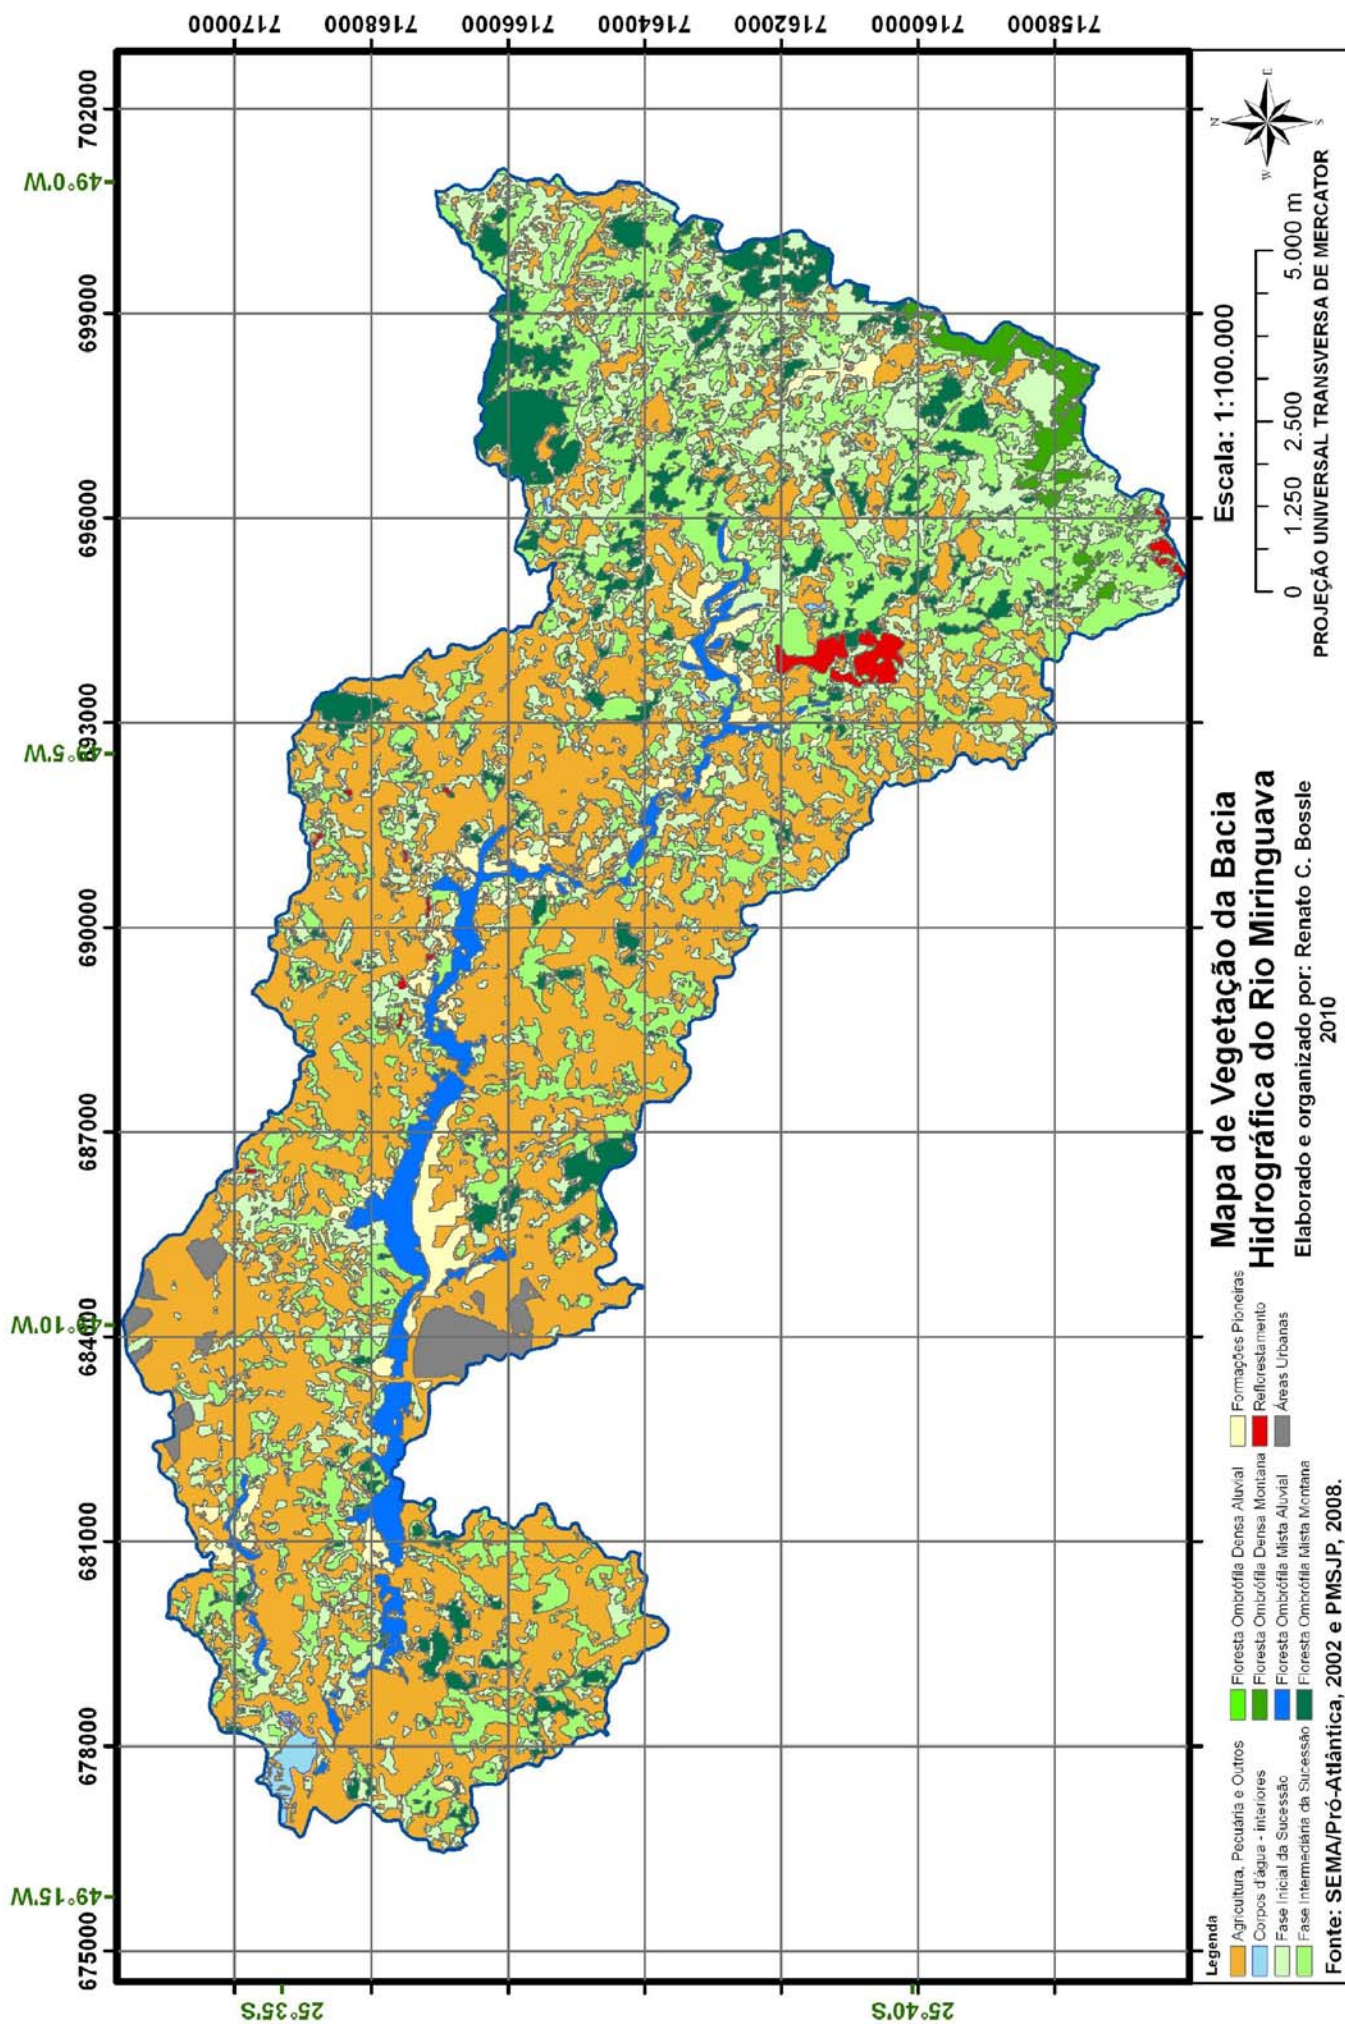 49°15'W
49°10'W
49°5'W
49°0'W
675000
678000
681000
684000
687000
690000
693000
696000
699000
702000
25°35'S
25°40'S
7170000
7168000
7166000
7164000
7162000
7160000
7158000
Legenda
Agricultura, Pecuária e Outros
Corpos d'água - interiores
Fase Inicial da Sucessão
Fase Intermediária da Sucessão
Floresta Ombrófila Densa Aluvial
Floresta Ombrófila Densa Montana
Floresta Ombrófila Mista Aluvial
Floresta Ombrófila Mista Montana
Formações Pioneiras
Reflorestamento
Áreas Urbanas
Fonte: SEMA/Pró-Atlântica, 2002 e PMSJP, 2008.
Mapa de Vegetação da Bacia
Hidrográfica do Rio Miringuava
Elaborado e organizado por: Renato C. Bossle
2010
Escala: 1:100.000
0 1.250 2.500 5.000 m
PROJEÇÃO UNIVERSAL TRANSVERSA DE MERCATOR
N
W
E
S